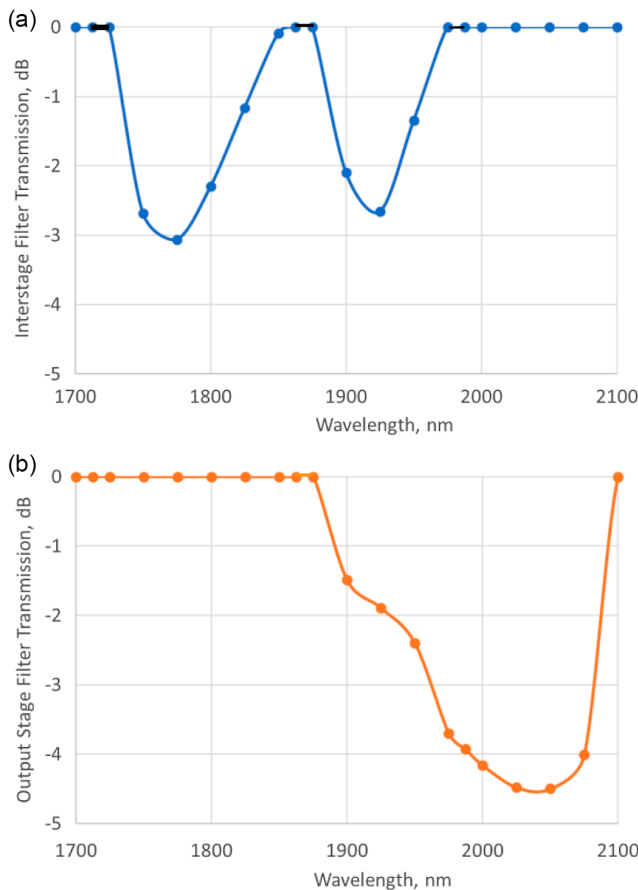 (a)
Interstage Filter Transmission, dB
0
-1
-2
-3
-4
-5
1700 1800 1900 2000 2100
Wavelength, nm
(b)
Output Stage Filter Transmission, dB
0
-1
-2
-3
-4
-5
1700 1800 1900 2000 2100
Wavelength, nm